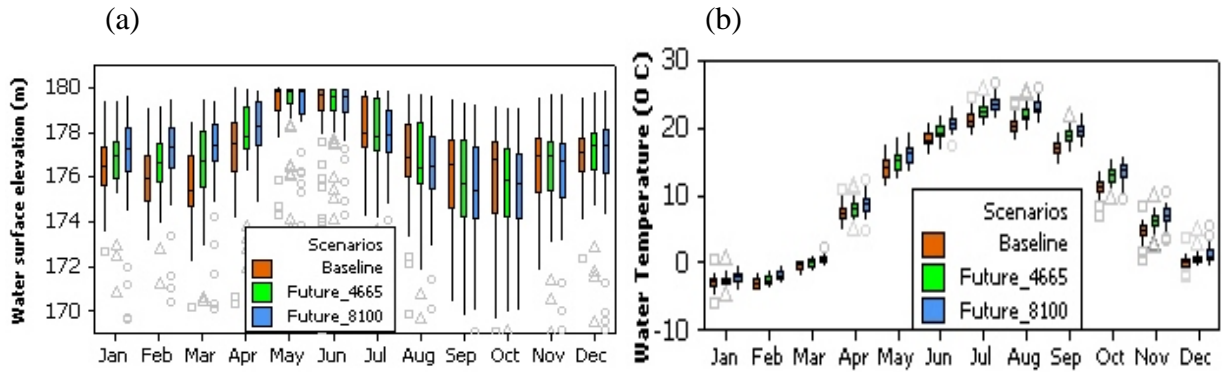 (a)
(b)
Water surface elevation (m)
180
178
176
174
172
170
Scenarios
Baseline
Future_4665
Future_8100
Jan Feb Mar Apr May Jun Jul Aug Sep Oct Nov Dec
Water Temperature (O C)
30
20
10
0
-10
Scenarios
Baseline
Future_4665
Future_8100
Jan Feb Mar Apr May Jun Jul Aug Sep Oct Nov Dec